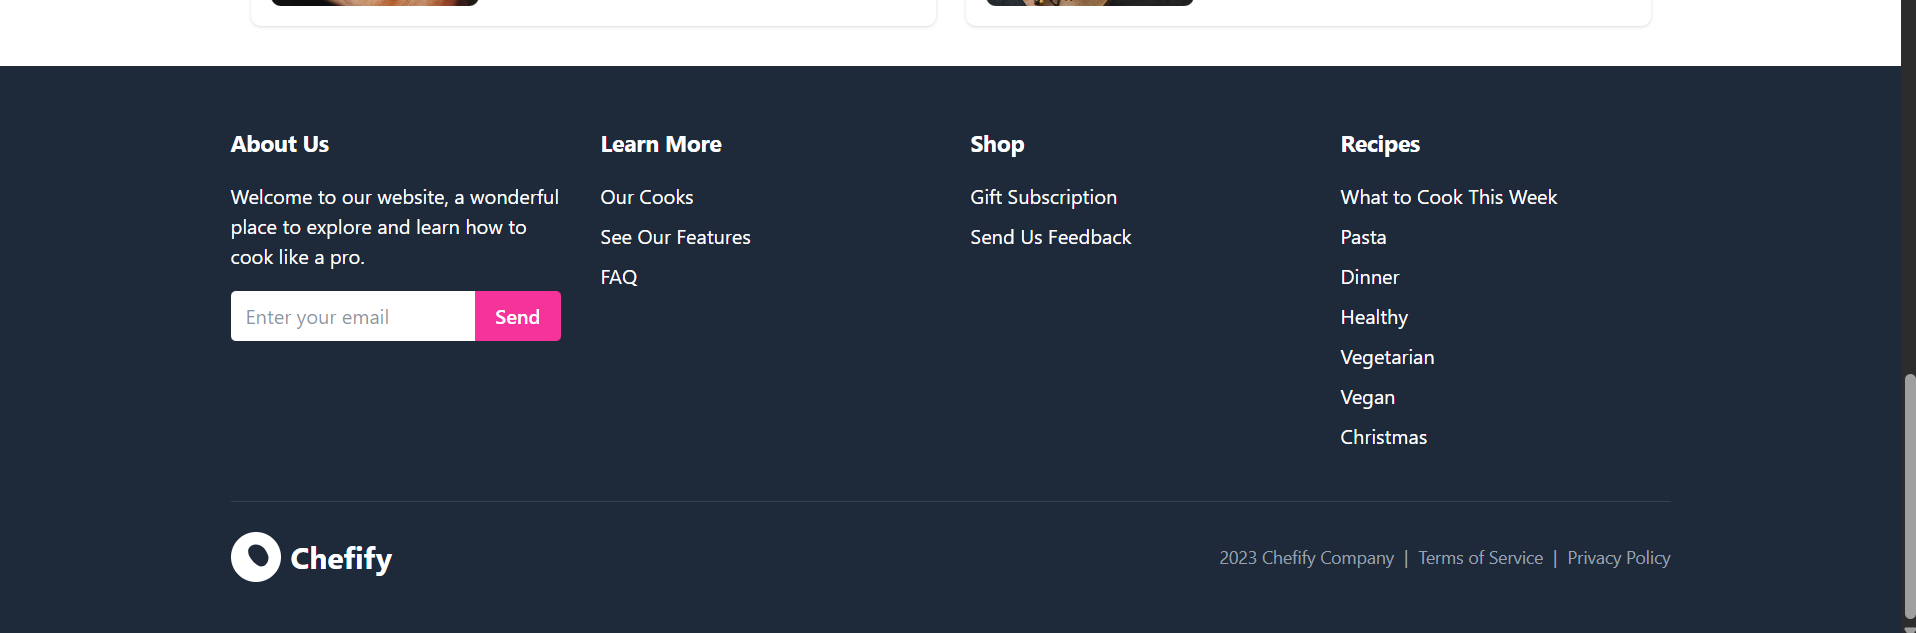 About Us
Welcome to our website, a wonderful
place to explore and learn how to
cook like a pro.
Enter your email
Send
Learn More
Our Cooks
See Our Features
FAQ
Shop
Gift Subscription
Send Us Feedback
Recipes
What to Cook This Week
Pasta
Dinner
Healthy
Vegetarian
Vegan
Christmas
Chefify
2023 Chefify Company | Terms of Service | Privacy Policy